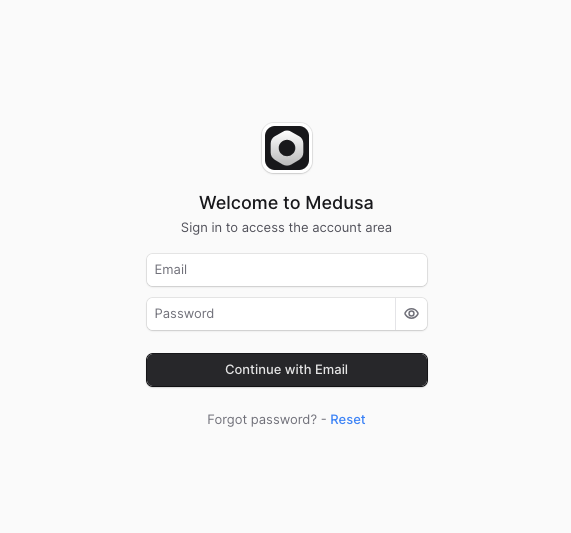 Welcome to Medusa
Sign in to access the account area
Email
Password
Continue with Email
Forgot password? - Reset